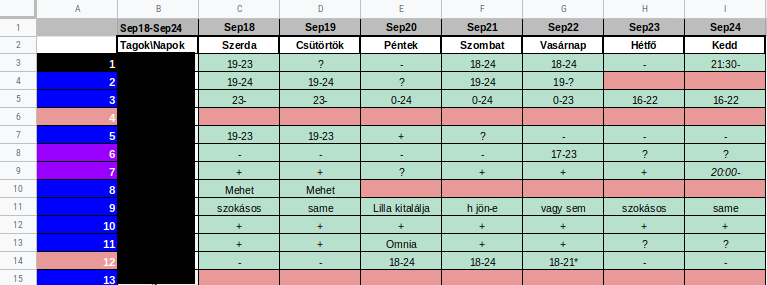 A B C D E F G H I
1 Sep18-Sep24 Sep18 Sep19 Sep20 Sep21 Sep22 Sep23 Sep24
2 Tagok\Napok Szerda Csütörtök Péntek Szombat Vasárnap Hétfő Kedd
3 1 19-23 ? - 18-24 18-24 - 21:30-
4 2 19-24 19-24 ? 19-24 19-?
5 3 23- 23- 0-24 0-24 0-23 16-22 16-22
6 4
7 5 19-23 19-23 + ? - - -
8 6 - - - - 17-23 ? ?
9 7 + + ? + + + 20:00-
10 8 Mehet Mehet
11 9 szokásos same Lilla kitalálja h jön-e vagy sem szokásos same
12 10 + + + + + + +
13 11 + + Omnia + + ? ?
14 12 - - 18-24 18-24 18-21* - -
15 13